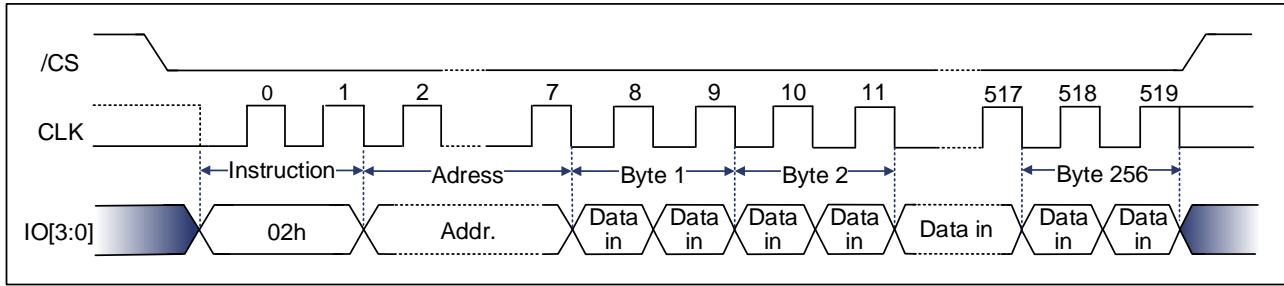 /CS
0 1 2 7 8 9 10 11 517 518 519
CLK
Instruction Adress Byte 1 Byte 2 Byte 256
IO[3:0] 02h Addr. Data in Data in Data in Data in Data in Data in Data in